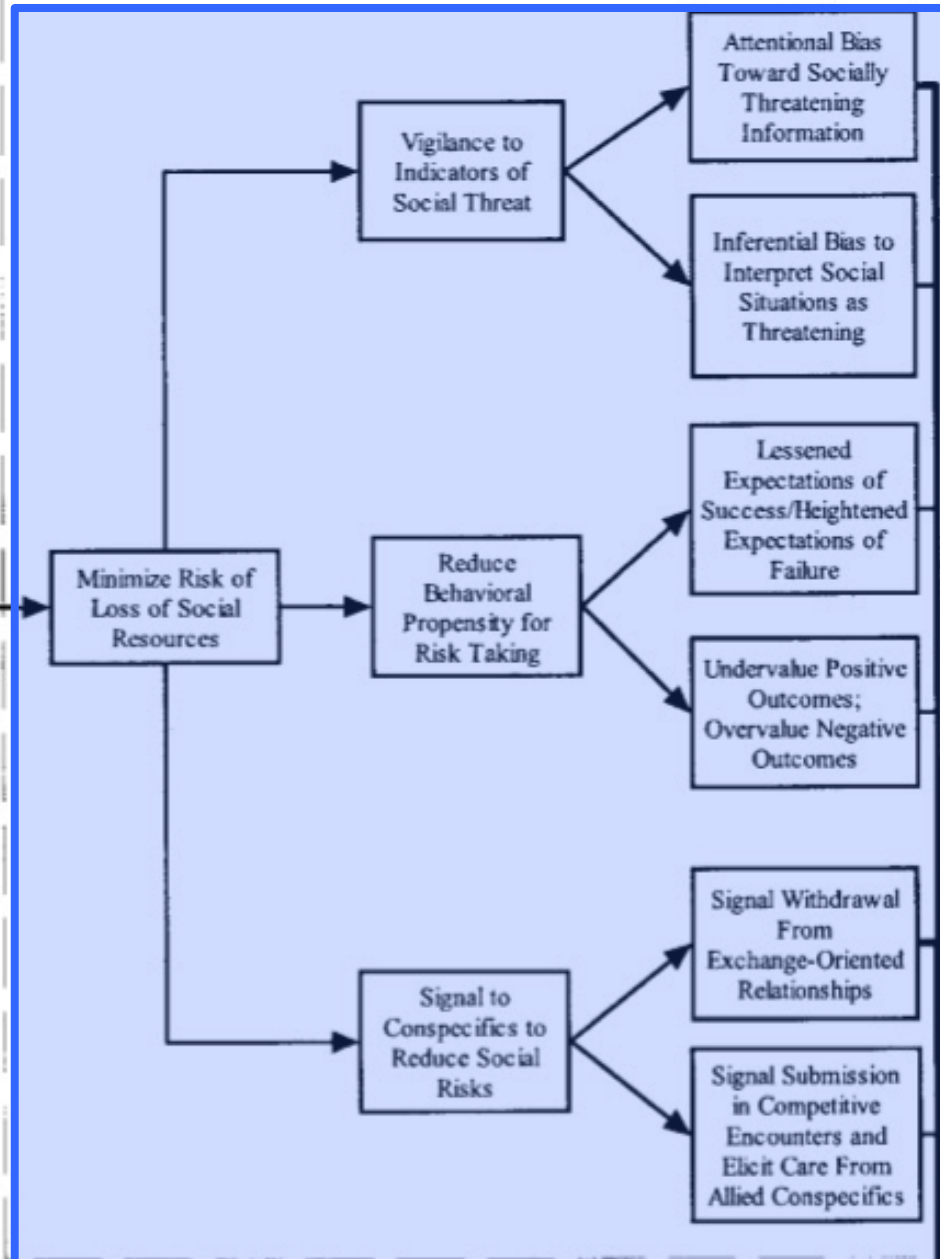 Attentional Bias
Toward Socially
Threatening
Information
Vigilance to
Indicators of
Social Threat
Inferential Bias to
Interpret Social
Situations as
Threatening
Lessened
Expectations of
Success/Heightened
Expectations of
Failure
Minimize Risk of
Loss of Social
Resources
Reduce
Behavioral
Propensity for
Risk Taking
Undervalue Positive
Outcomes;
Overvalue Negative
Outcomes
Signal Withdrawal
From
Exchange-Oriented
Relationships
Signal to
Conspecifics to
Reduce Social
Risks
Signal Submission
in Competitive
Encounters and
Elicit Care From
Allied Conspecifics